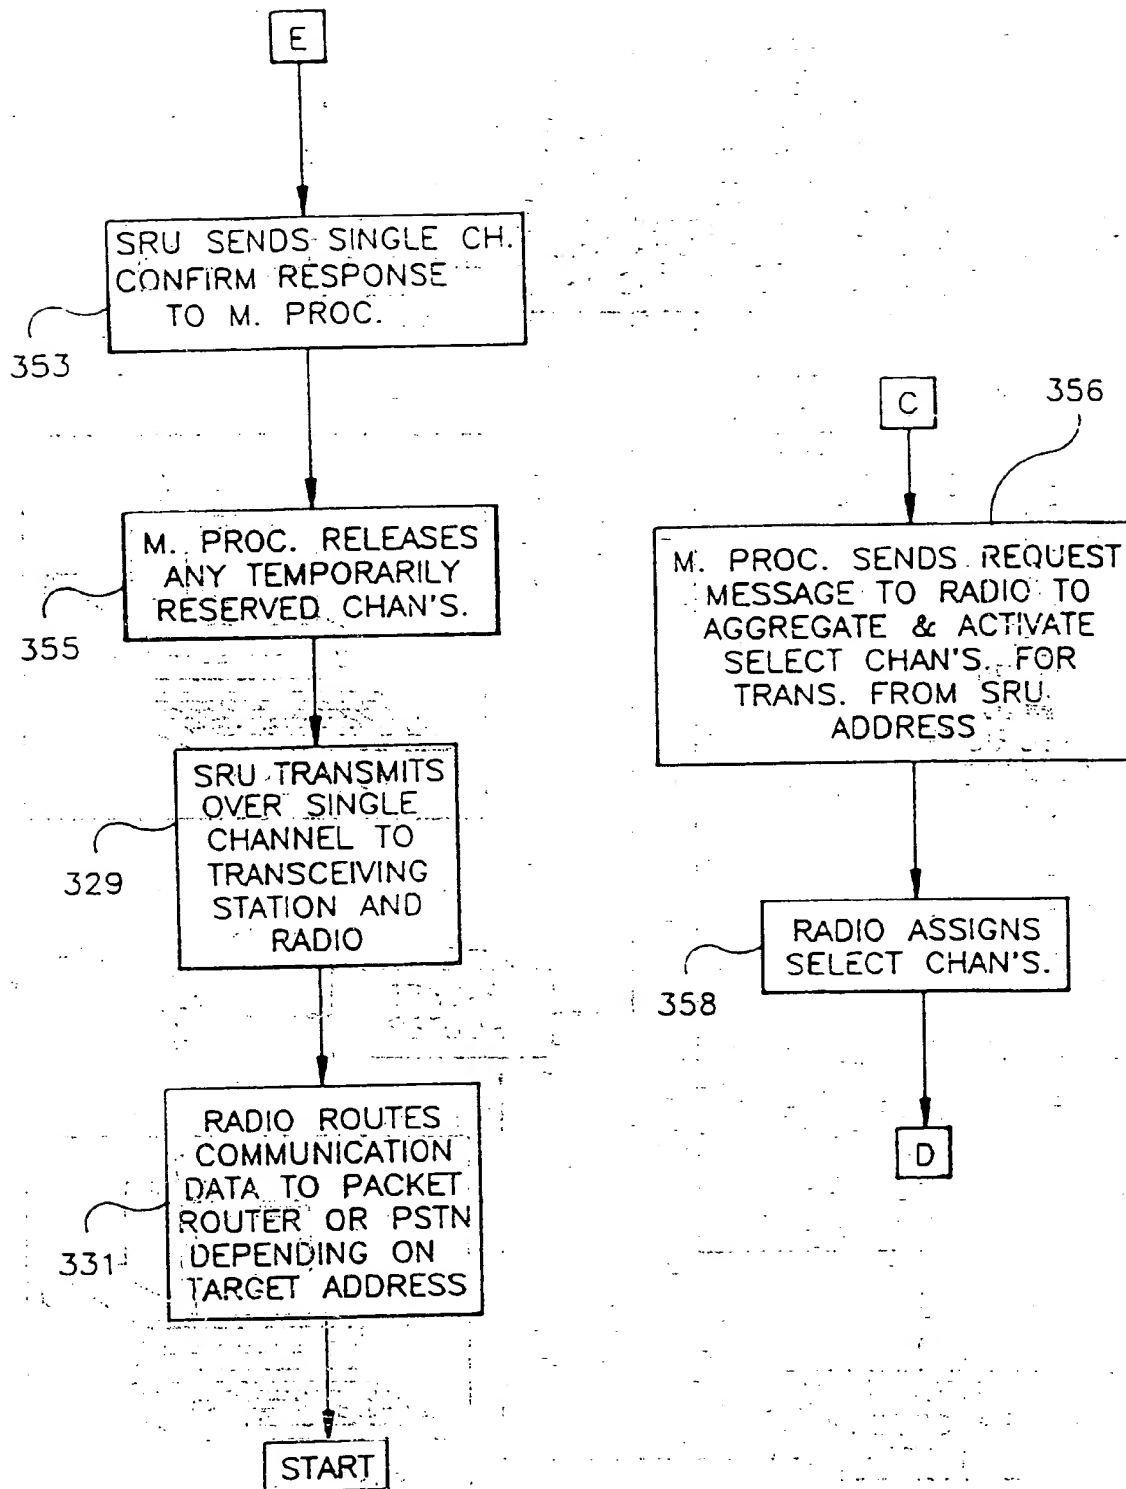 E
SRU SENDS SINGLE CH.
CONFIRM RESPONSE
TO M. PROC.
353
M. PROC. RELEASES
ANY TEMPORARILY
RESERVED CHAN'S.
355
SRU TRANSMITS
OVER SINGLE
CHANNEL TO
TRANSCEIVING
STATION AND
RADIO
329
RADIO ROUTES
COMMUNICATION
DATA TO PACKET
ROUTER OR PSTN
DEPENDING ON
TARGET ADDRESS
331
START
C
356
M. PROC. SENDS REQUEST
MESSAGE TO RADIO TO
AGGREGATE & ACTIVATE
SELECT CHAN'S. FOR
TRANS. FROM SRU
ADDRESS
RADIO ASSIGNS
SELECT CHAN'S.
358
D